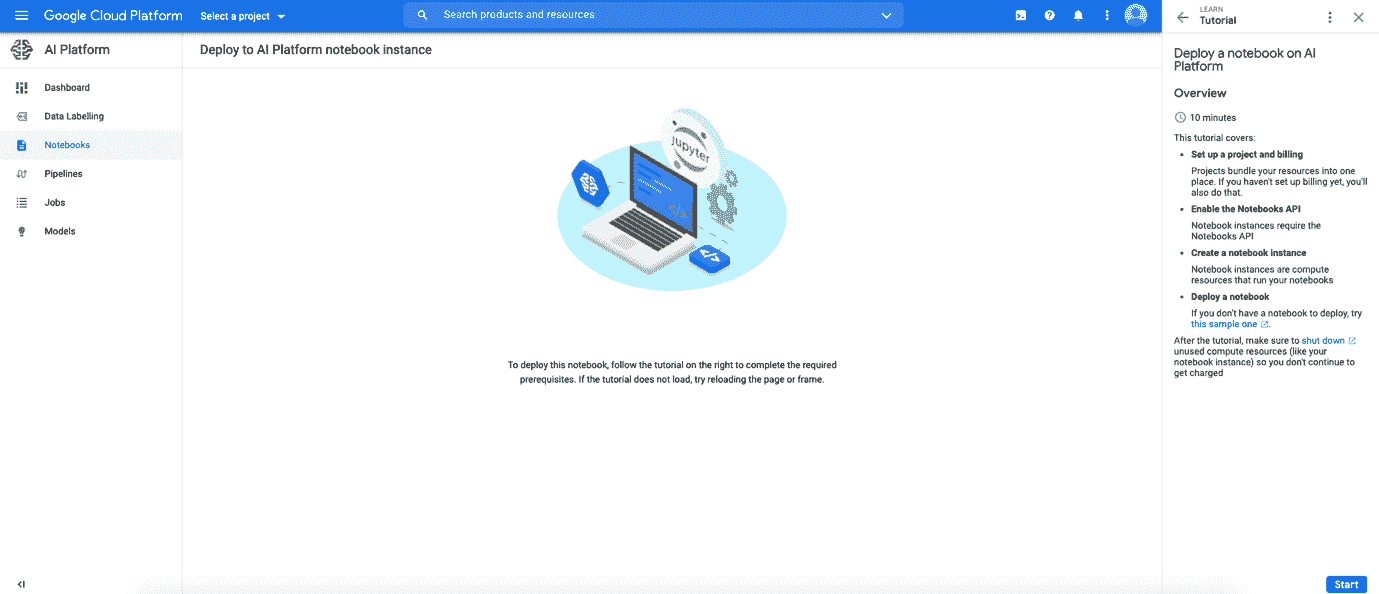 Google Cloud Platform
Select a project
Search products and resources
LEARN
Tutorial
AI Platform
Deploy to AI Platform notebook instance
Dashboard
Data Labelling
Notebooks
Pipelines
Jobs
Models
jupyter
</>
</>
To deploy this notebook, follow the tutorial on the right to complete the required
prerequisites. If the tutorial does not load, try reloading the page or frame.
Deploy a notebook on AI
Platform
Overview
10 minutes
This tutorial covers:
• Set up a project and billing
Projects bundle your resources into one
place. If you haven't set up billing yet, you'll
also do that.
• Enable the Notebooks API
Notebook instances require the
Notebooks API
• Create a notebook instance
Notebook instances are compute
resources that run your notebooks
• Deploy a notebook
If you don't have a notebook to deploy, try
this sample one.
After the tutorial, make sure to shut down
unused compute resources (like your
notebook instance) so you don't continue to
get charged
Start